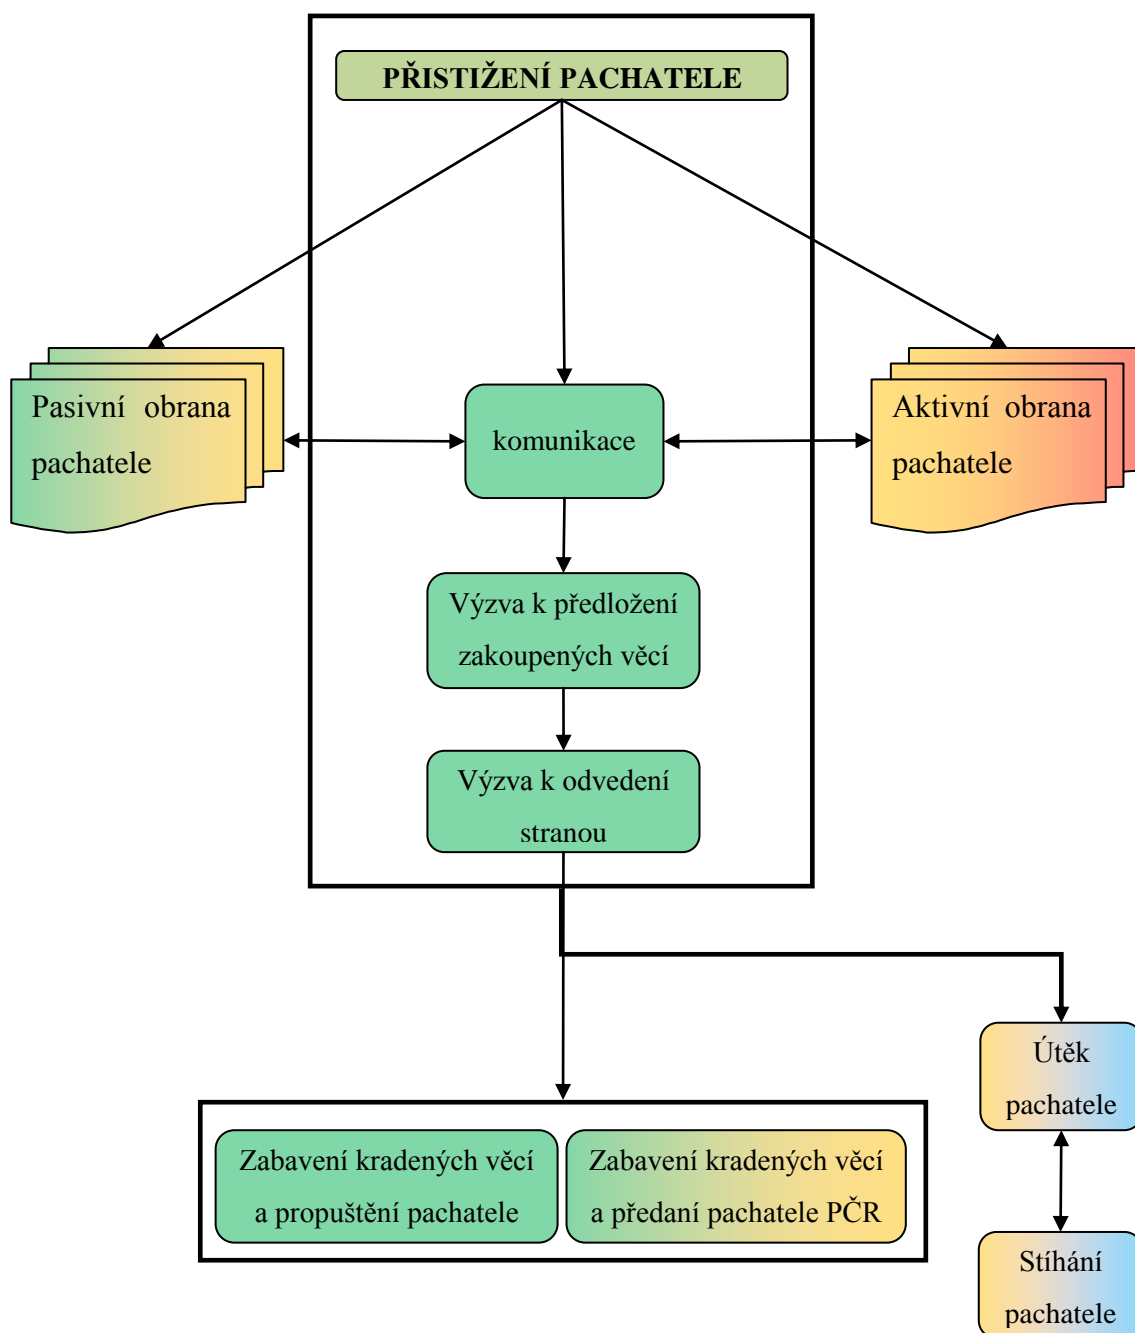 PŘISTIŽENÍ PACHATELE
Pasivní obrana
pachatele
komunikace
Aktivní obrana
pachatele
Výzva k předložení
zakoupených věcí
Výzva k odvedení
stranou
Útěk
pachatele
Zabavení kradených věcí
a propuštění pachatele
Zabavení kradených věcí
a předaní pachatele PČR
Stíhání
pachatele